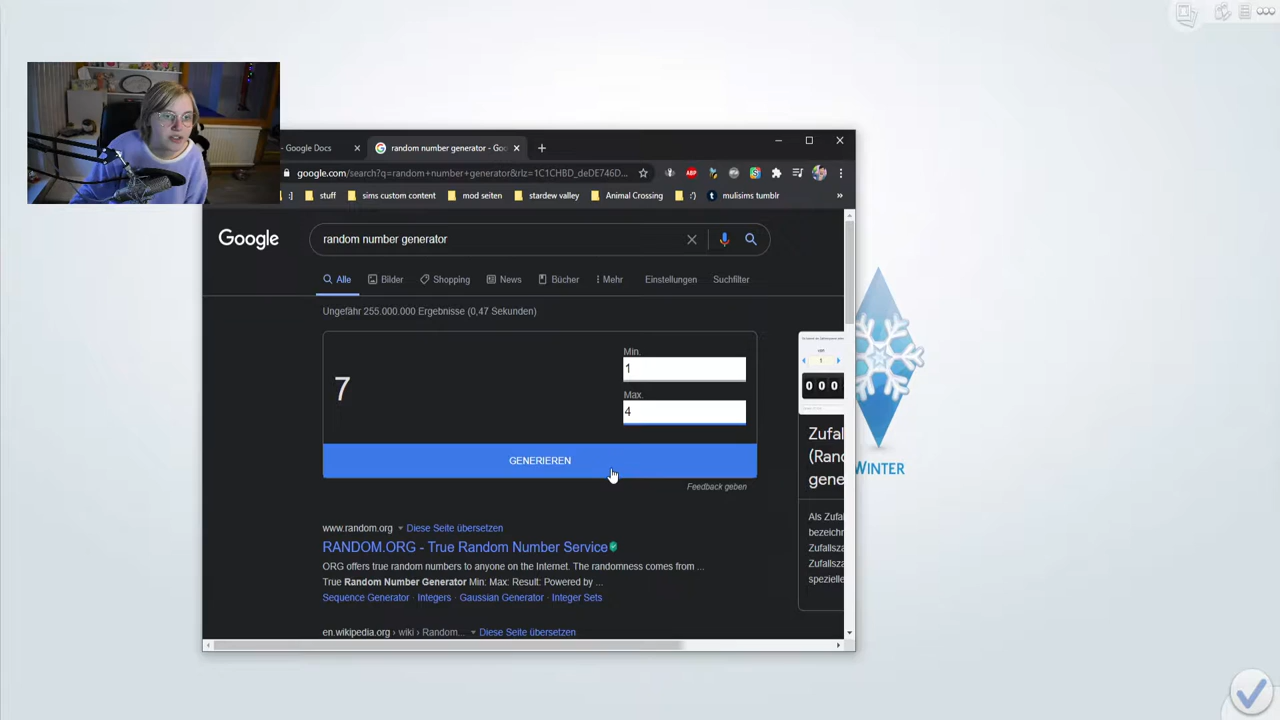 - Google Docs
random number generator - Goo
google.com/search?q=random+number+generator&rlz=1C1CHBD_deDE746D...
ABP
:)
stuff
sims custom content
mod seiten
stardew valley
Animal Crossing
:')
mulisims tumblr
»
Google
random number generator
Alle
Bilder
Shopping
News
Bücher
Mehr
Einstellungen
Suchfilter
Ungefähr 255.000.000 Ergebnisse (0,47 Sekunden)
7
Min.
1
Max.
4
GENERIEREN
Feedback geben
www.random.org
Diese Seite übersetzen
RANDOM.ORG - True Random Number Service
ORG offers true random numbers to anyone on the Internet. The randomness comes from ...
True Random Number Generator Min: Max: Result: Powered by ...
Sequence Generator · Integers · Gaussian Generator · Integer Sets
en.wikipedia.org › wiki › Random...
Diese Seite übersetzen
1
0 0 0
Zufal
(Ranc
gene
Als Zufal
bezeichn
Zufallsza
Zufallsza
speziele
WINTER